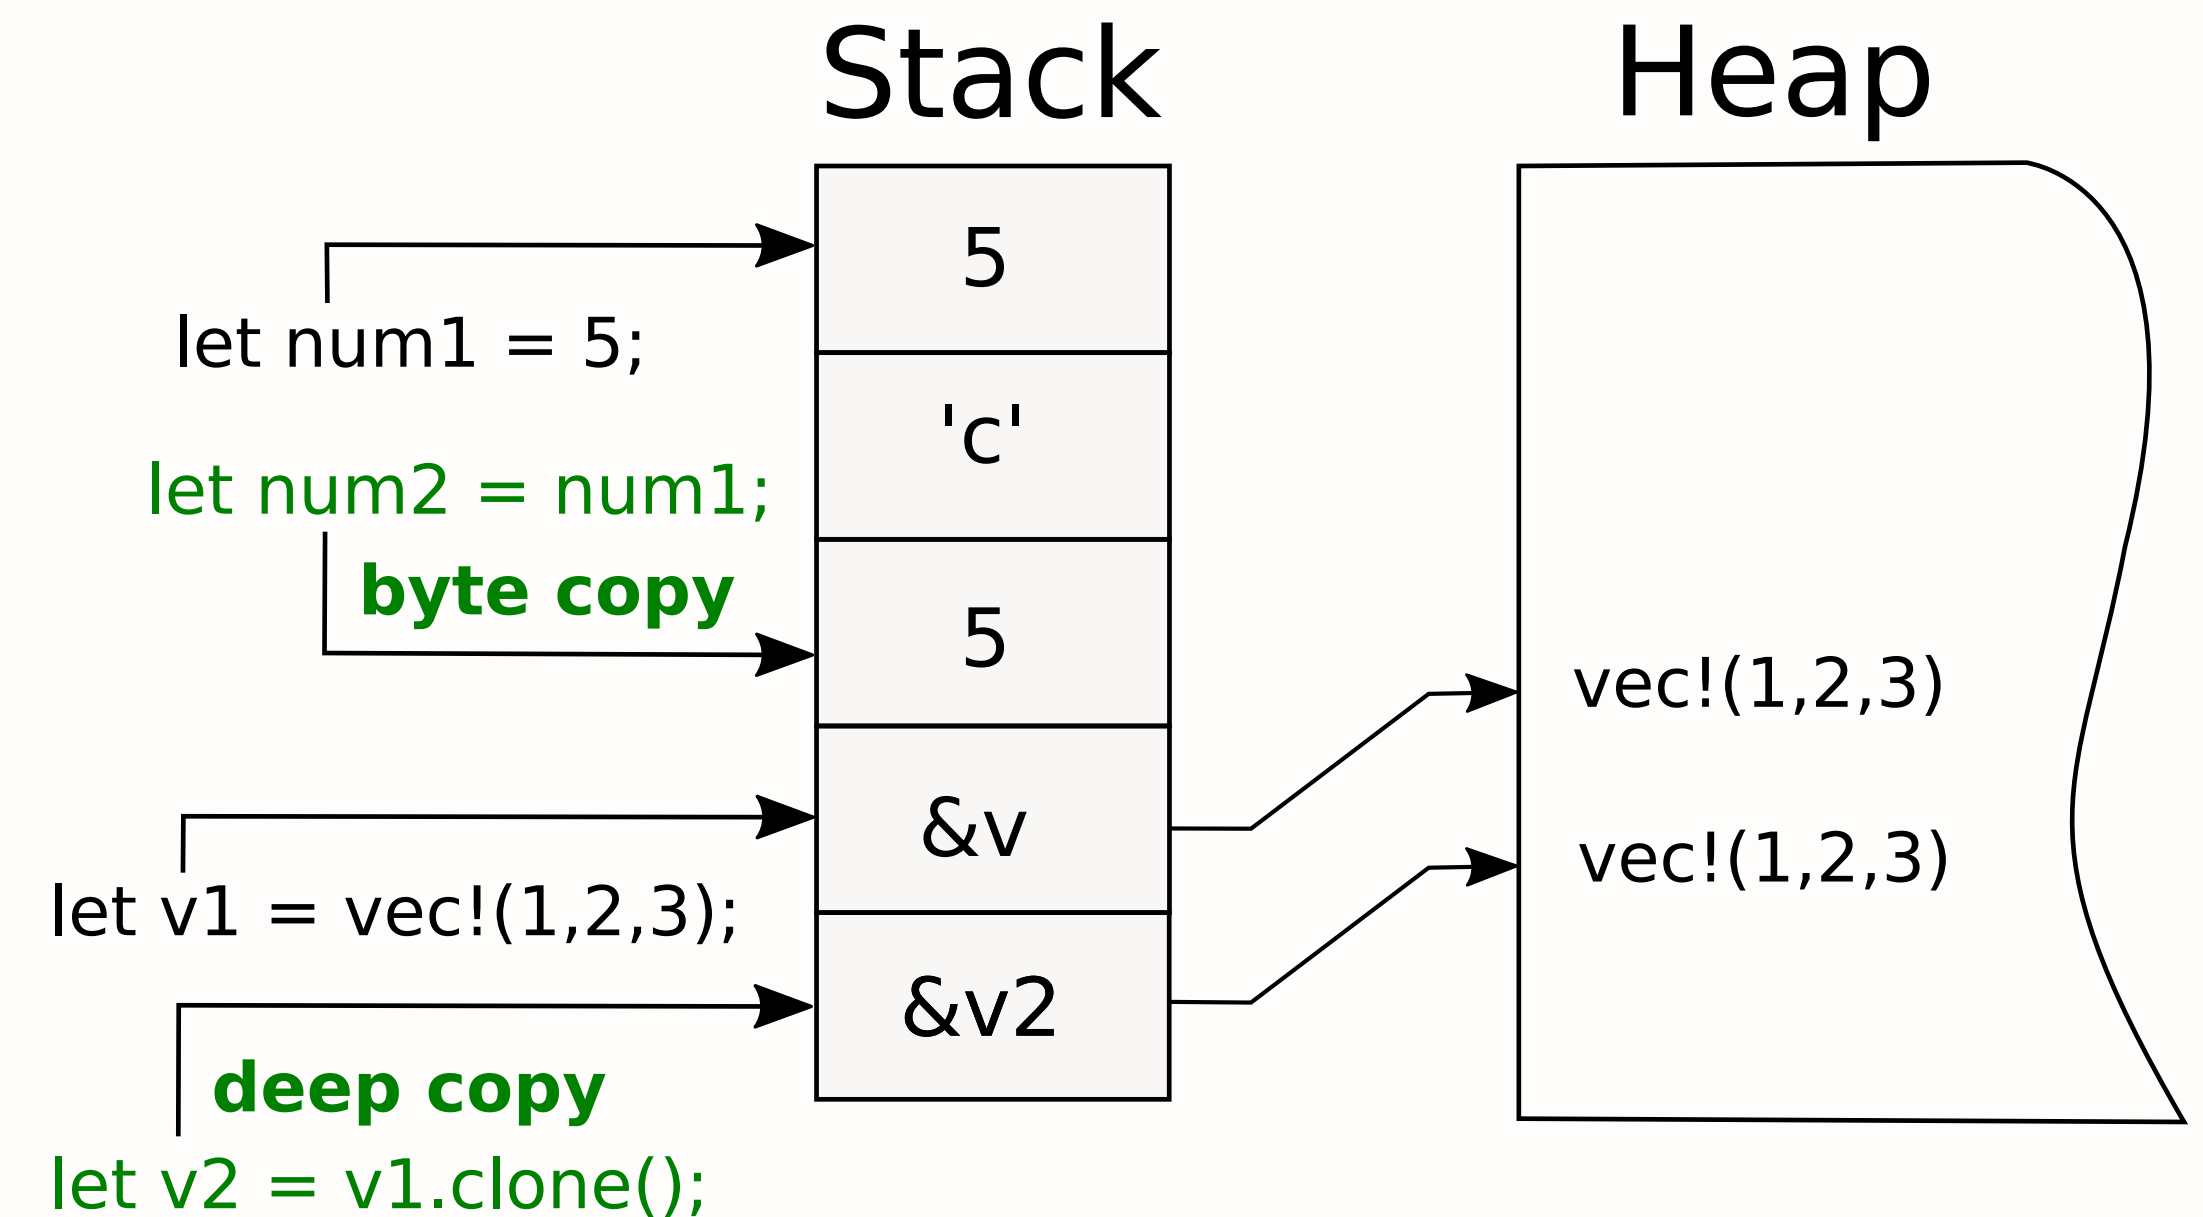 Stack
Heap
let num1 = 5;
let num2 = num1;
byte copy
let v1 = vec!(1,2,3);
deep copy
let v2 = v1.clone();
5
'c'
5
&v
&v2
vec!(1,2,3)
vec!(1,2,3)